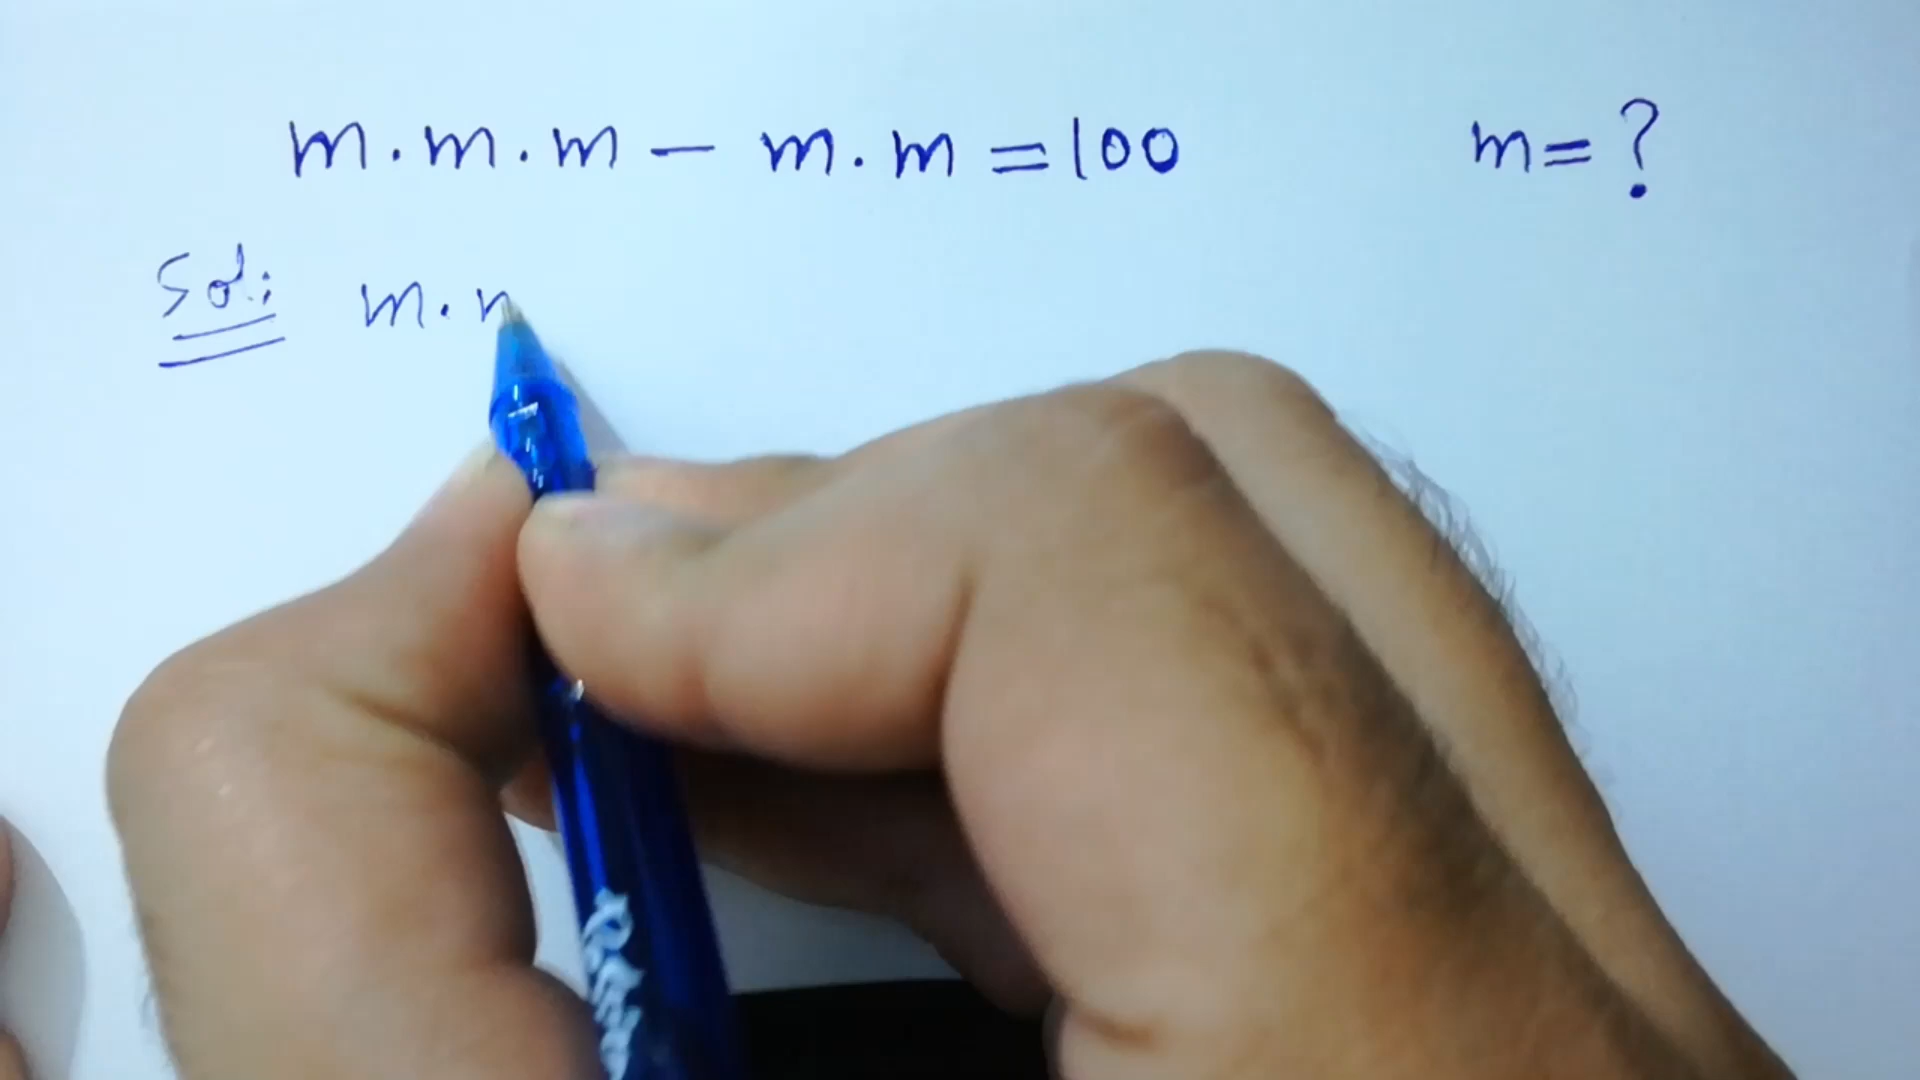 m . m . m – m . m = 100 m = ?
Sol: m . m